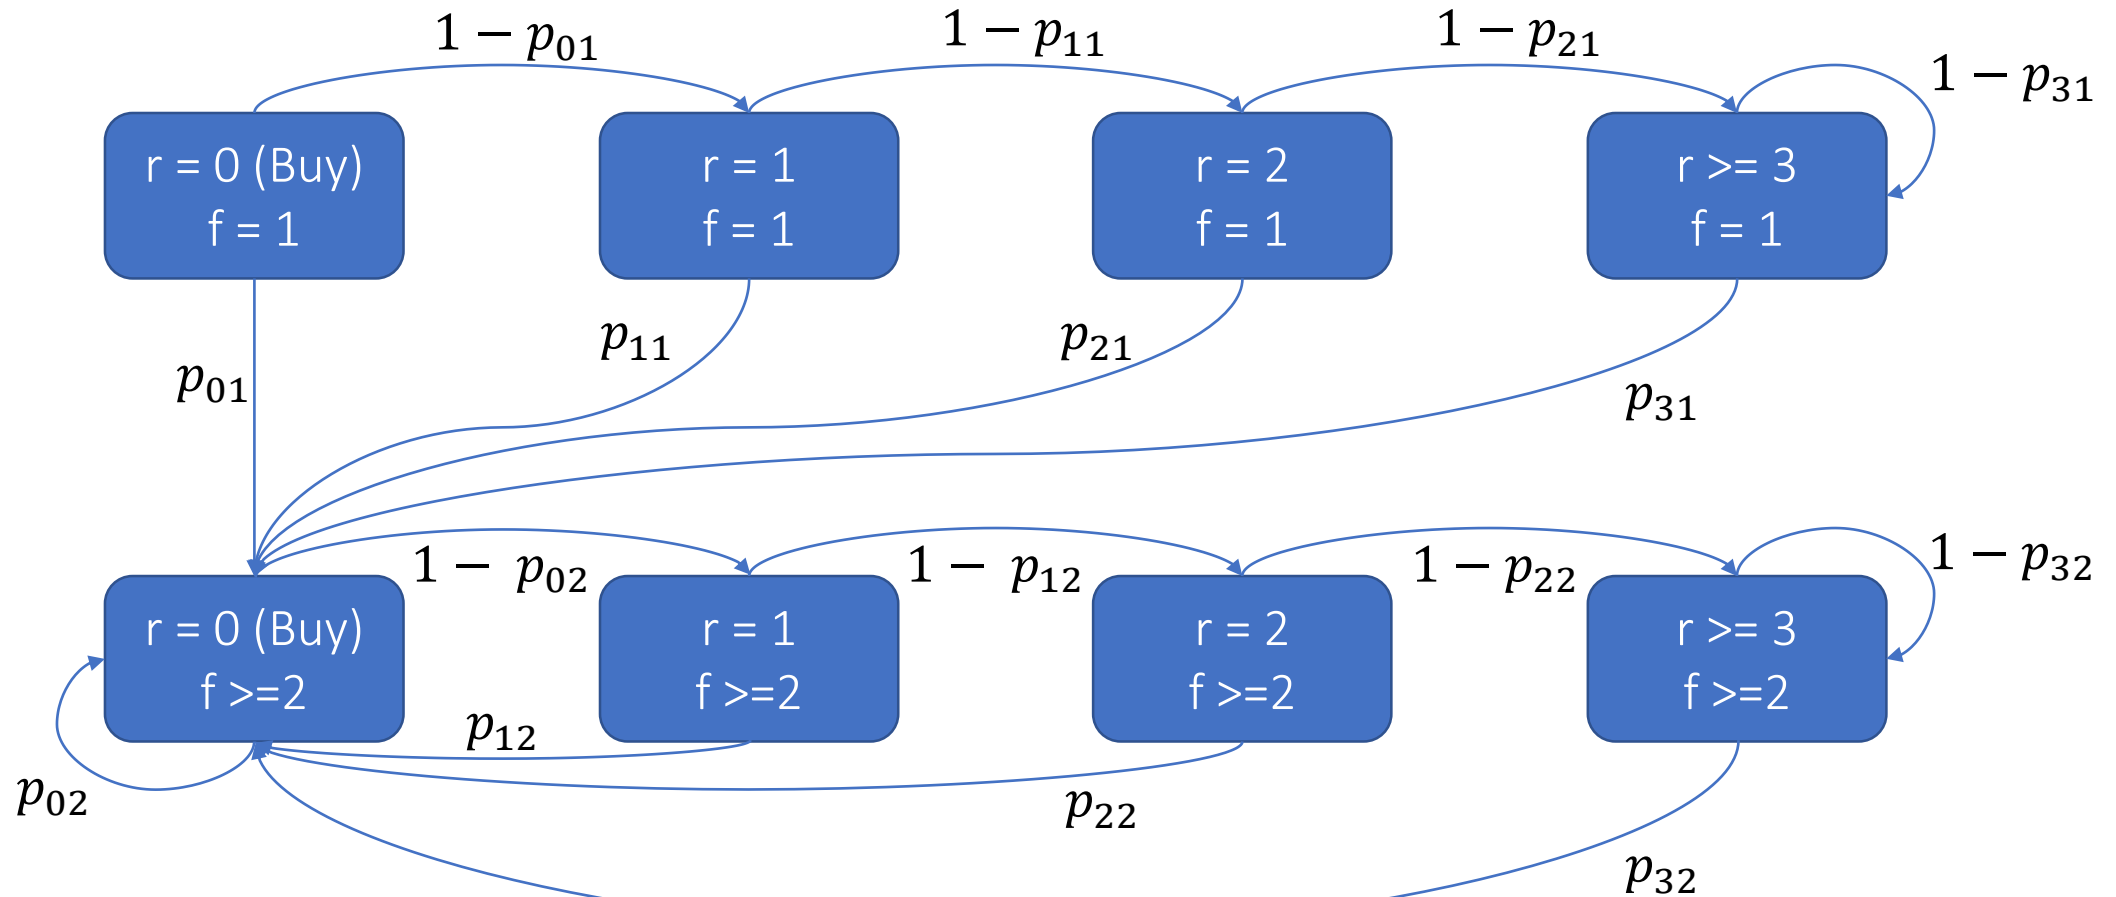 1 − p₀₁
1 − p₁₁
1 − p₂₁
1 − p₃₁
r = 0 (Buy)
f = 1
r = 1
f = 1
r = 2
f = 1
r >= 3
f = 1
p₀₁
p₁₁
p₂₁
p₃₁
1 − p₀₂
1 − p₁₂
1 − p₂₂
1 − p₃₂
r = 0 (Buy)
f >=2
r = 1
f >=2
r = 2
f >=2
r >= 3
f >=2
p₀₂
p₁₂
p₂₂
p₃₂